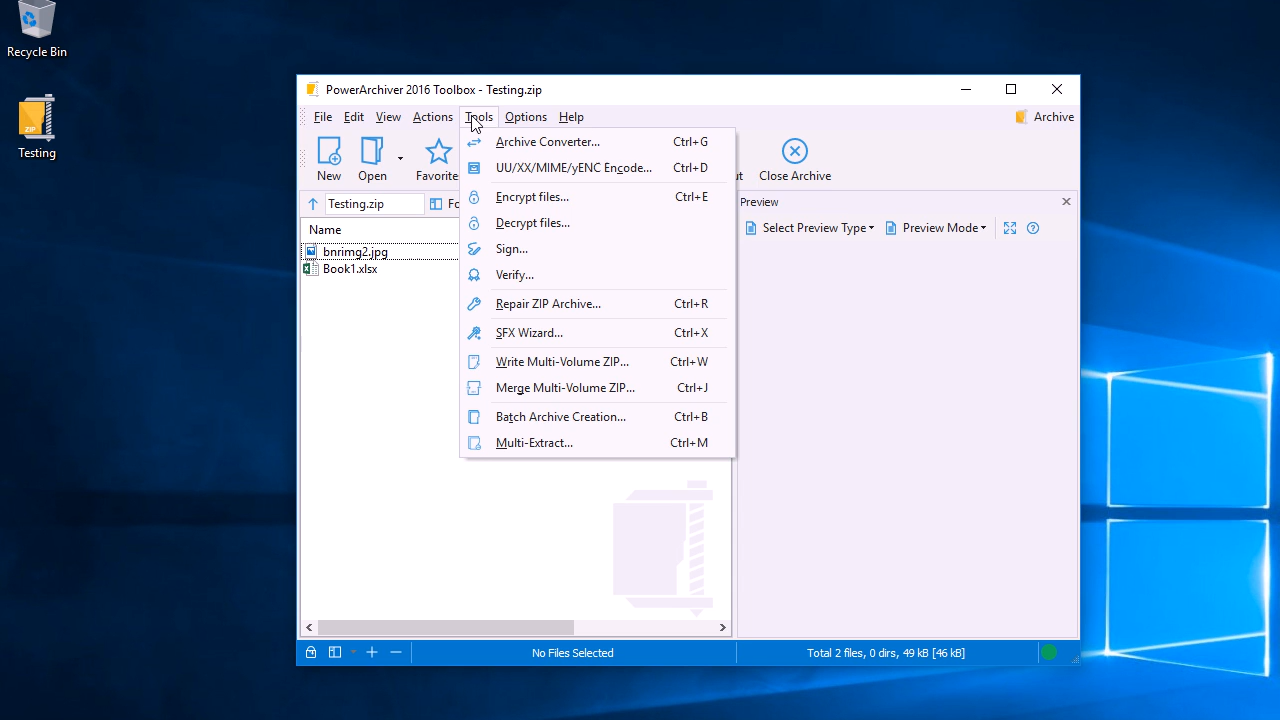 Recycle Bin
ZIP
Testing
PowerArchiver 2016 Toolbox - Testing.zip
File Edit View Actions Tools Options Help Archive
New Open Favorite ut Close Archive
Testing.zip Fo
Name
bnrimg2.jpg
Book1.xlsx
Archive Converter... Ctrl+G
UU/XX/MIME/yENC Encode... Ctrl+D
Encrypt files... Ctrl+E
Decrypt files...
Sign...
Verify...
Repair ZIP Archive... Ctrl+R
SFX Wizard... Ctrl+X
Write Multi-Volume ZIP... Ctrl+W
Merge Multi-Volume ZIP... Ctrl+J
Batch Archive Creation... Ctrl+B
Multi-Extract... Ctrl+M
Preview
Select Preview Type Preview Mode
No Files Selected
Total 2 files, 0 dirs, 49 kB [46 kB]